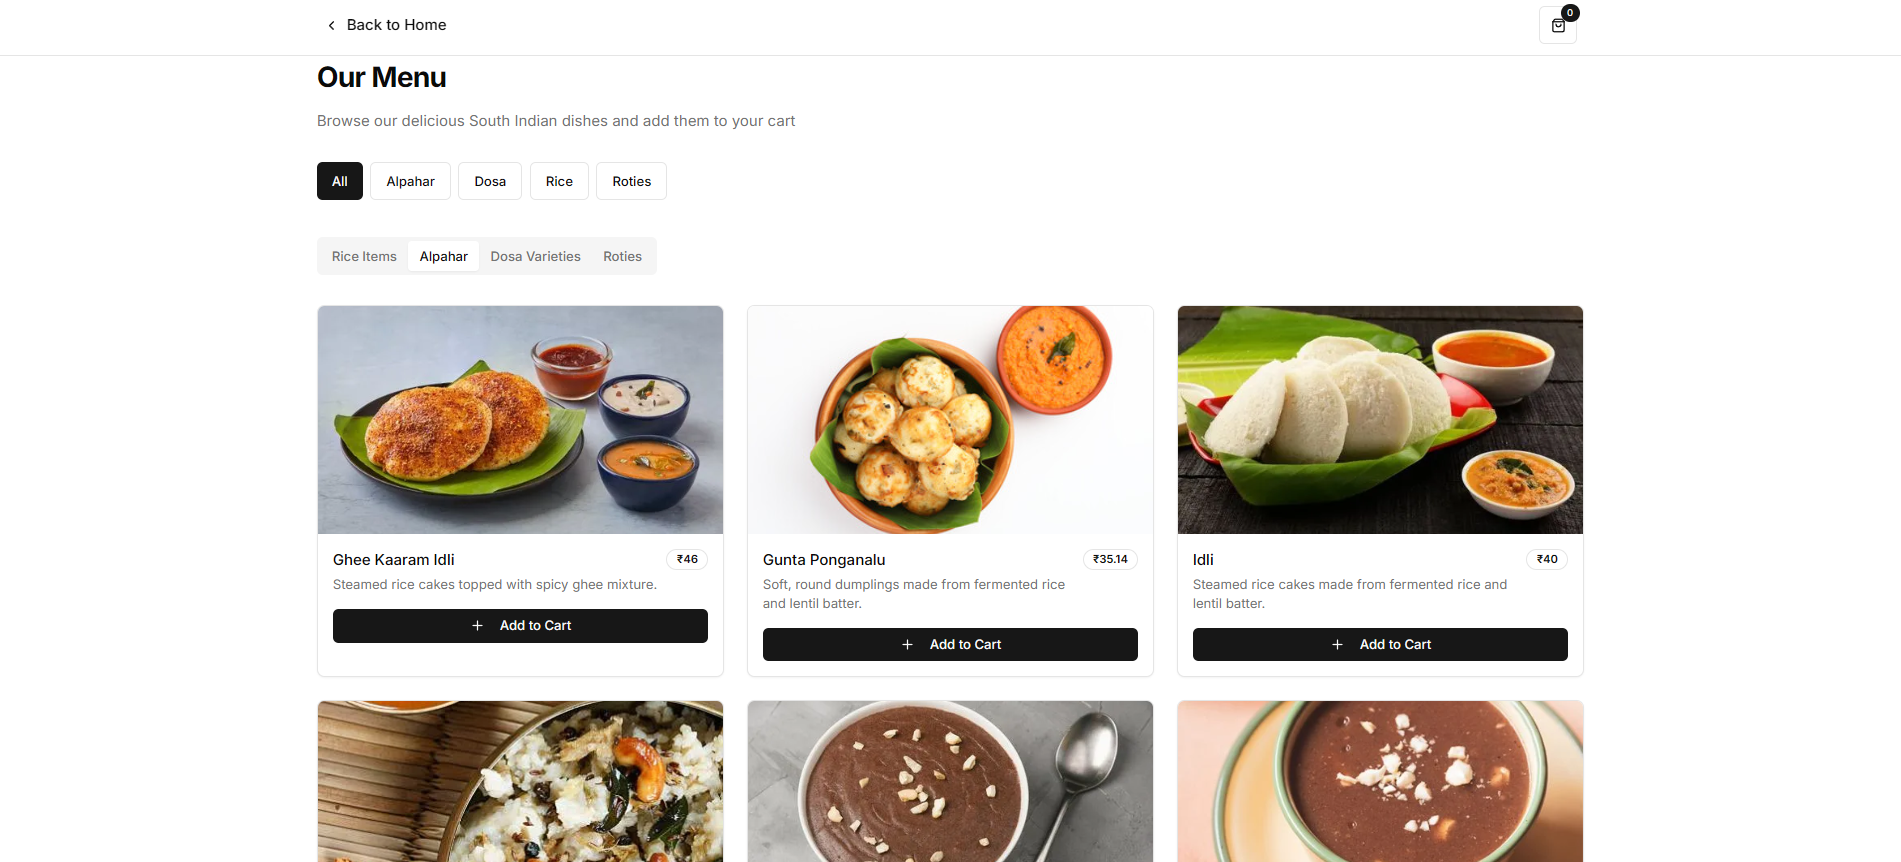 Back to Home
0
Our Menu
Browse our delicious South Indian dishes and add them to your cart
All
Alpahar
Dosa
Rice
Roties
Rice Items
Alpahar
Dosa Varieties
Roties
Ghee Kaaram Idli
₹46
Steamed rice cakes topped with spicy ghee mixture.
Add to Cart
Gunta Ponganalu
₹35.14
Soft, round dumplings made from fermented rice
and lentil batter.
Add to Cart
Idli
₹40
Steamed rice cakes made from fermented rice and
lentil batter.
Add to Cart